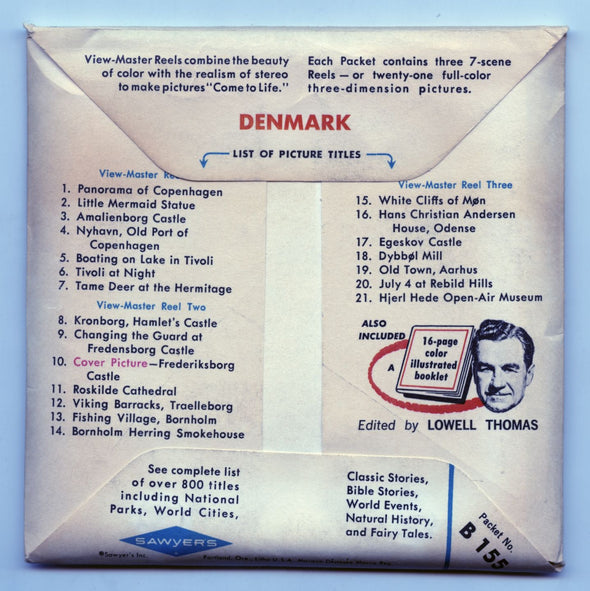 View-Master Reels combine the beauty
of color with the realism of stereo
to make pictures "Come to Life."
Each Packet contains three 7-scene
Reels — or twenty-one full-color
three-dimension pictures.
DENMARK
LIST OF PICTURE TITLES
View-Master
1. Panorama of Copenhagen
2. Little Mermaid Statue
3. Amalienborg Castle
4. Nyhavn, Old Port of
Copenhagen
5. Boating on Lake in Tivoli
6. Tivoli at Night
7. Tame Deer at the Hermitage
View-Master Reel Two
8. Kronborg, Hamlet's Castle
9. Changing the Guard at
Fredensborg Castle
10. Cover Picture—Frederiksborg
Castle
11. Roskilde Cathedral
12. Viking Barracks, Traelleborg
13. Fishing Village, Bornholm
14. Bornholm Herring Smokehouse
View-Master Reel Three
15. White Cliffs of Møn
16. Hans Christian Andersen
House, Odense
17. Egeskov Castle
18. Dybbøl Mill
19. Old Town, Aarhus
20. July 4 at Rebild Hills
21. Hjerl Hede Open-Air Museum
ALSO
INCLUDED
A
16-page
color
illustrated
booklet
Edited by LOWELL THOMAS
See complete list
of over 800 titles
including National
Parks, World Cities,
Classic Stories,
Bible Stories,
World Events,
Natural History,
and Fairy Tales.
SAWYER'S
©Sawyer's Inc.
Portland, Ore., Litho U.S.A.
Packet No.
B 155